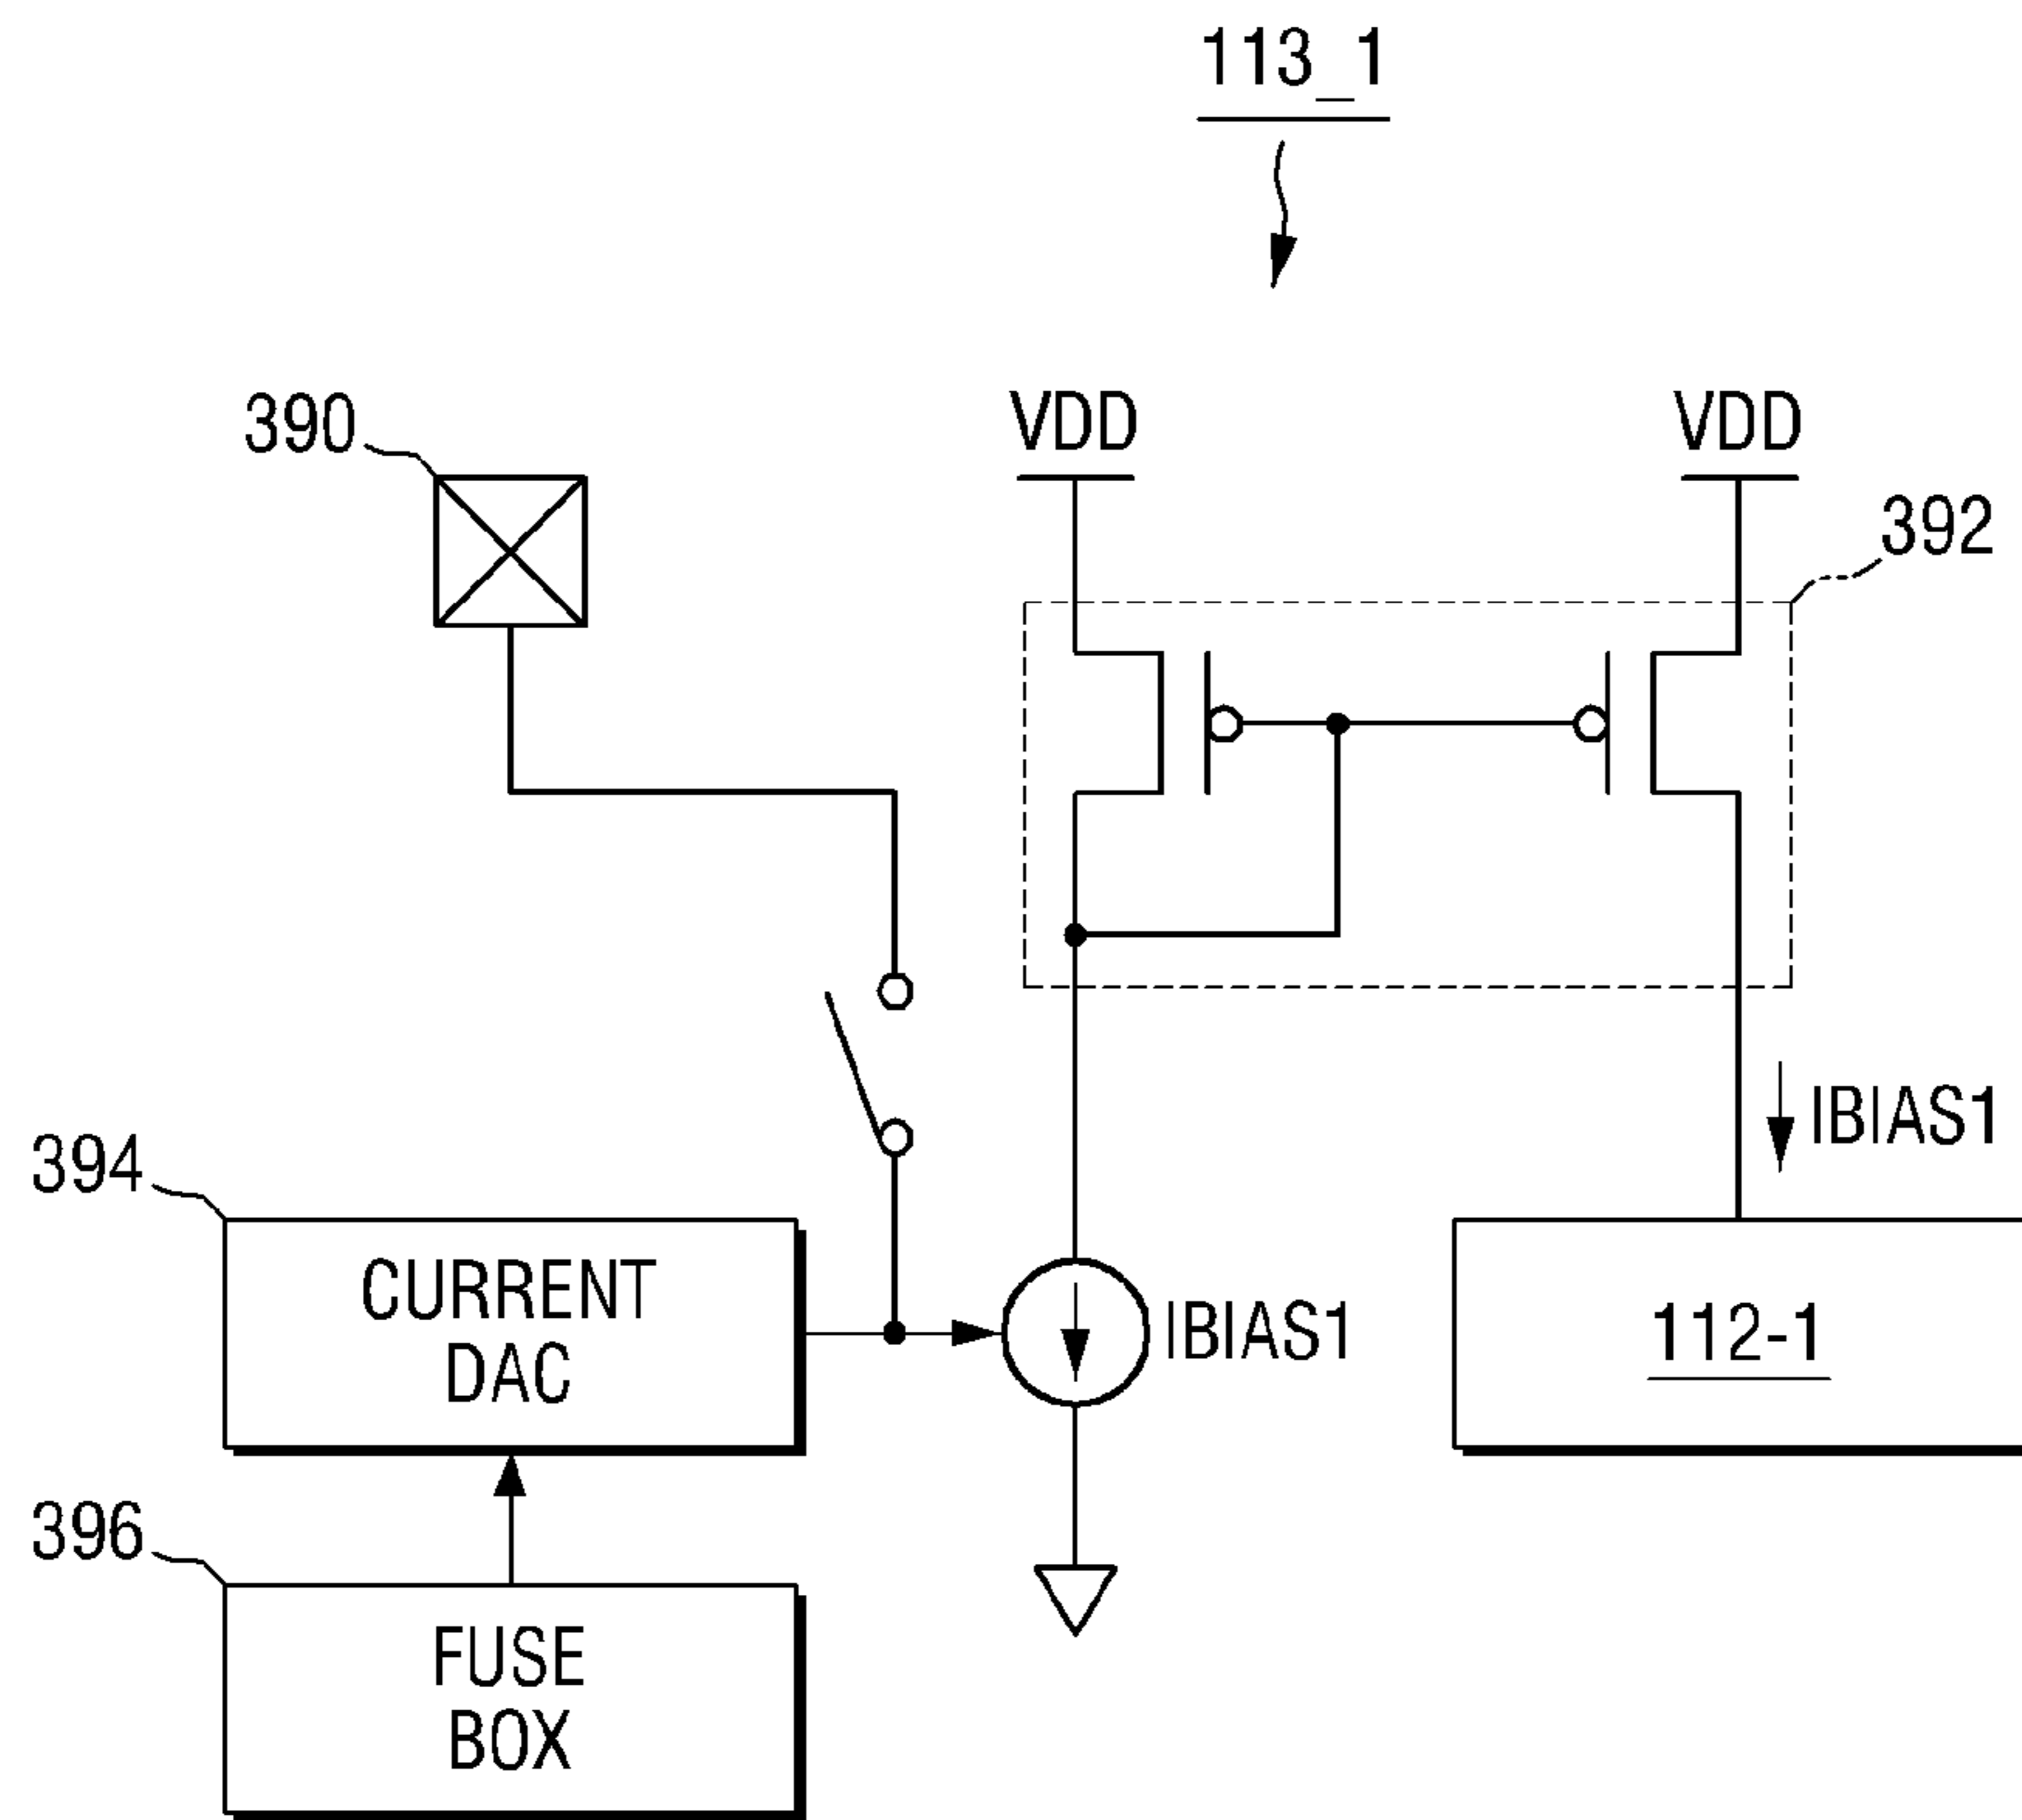 113_1
390
VDD
VDD
392
IBIAS1
394
CURRENT
DAC
IBIAS1
112-1
396
FUSE
BOX